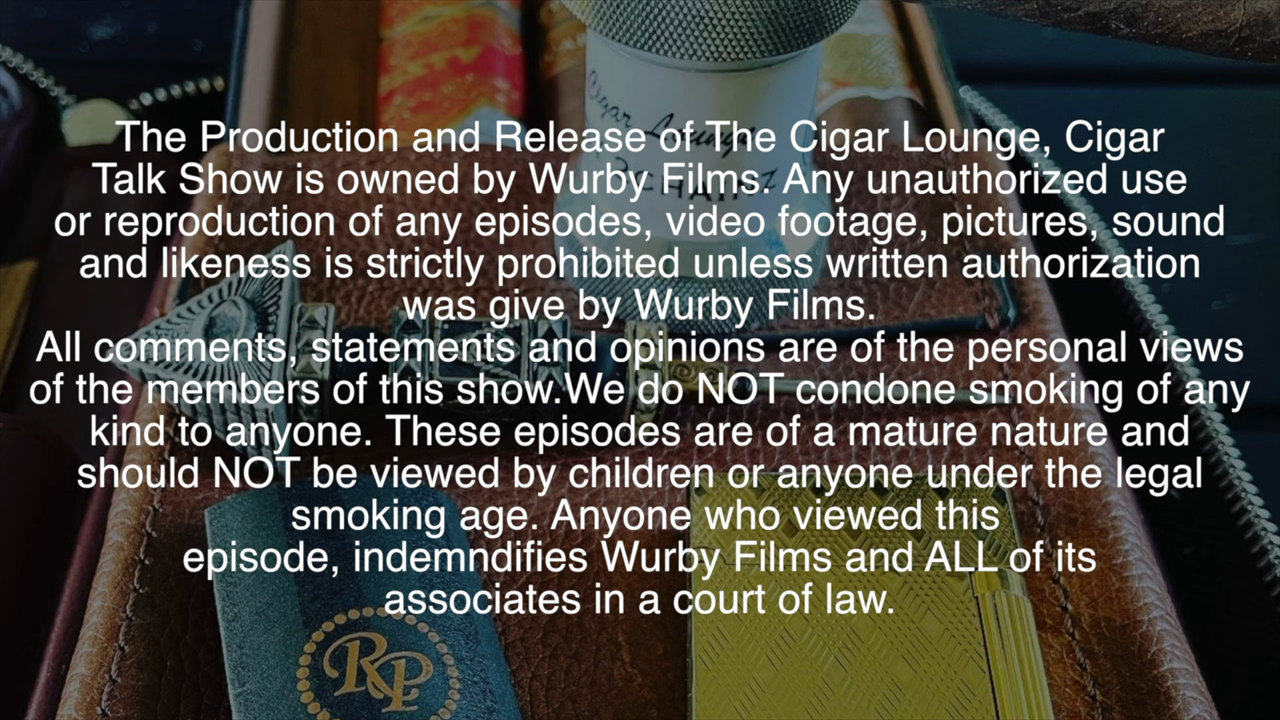 The Production and Release of The Cigar Lounge, Cigar
Talk Show is owned by Wurby Films. Any unauthorized use
or reproduction of any episodes, video footage, pictures, sound
and likeness is strictly prohibited unless written authorization
was give by Wurby Films.
All comments, statements and opinions are of the personal views
of the members of this show.We do NOT condone smoking of any
kind to anyone. These episodes are of a mature nature and
should NOT be viewed by children or anyone under the legal
smoking age. Anyone who viewed this
episode, indemndifies Wurby Films and ALL of its
associates in a court of law.
Cigar Lounge
RP